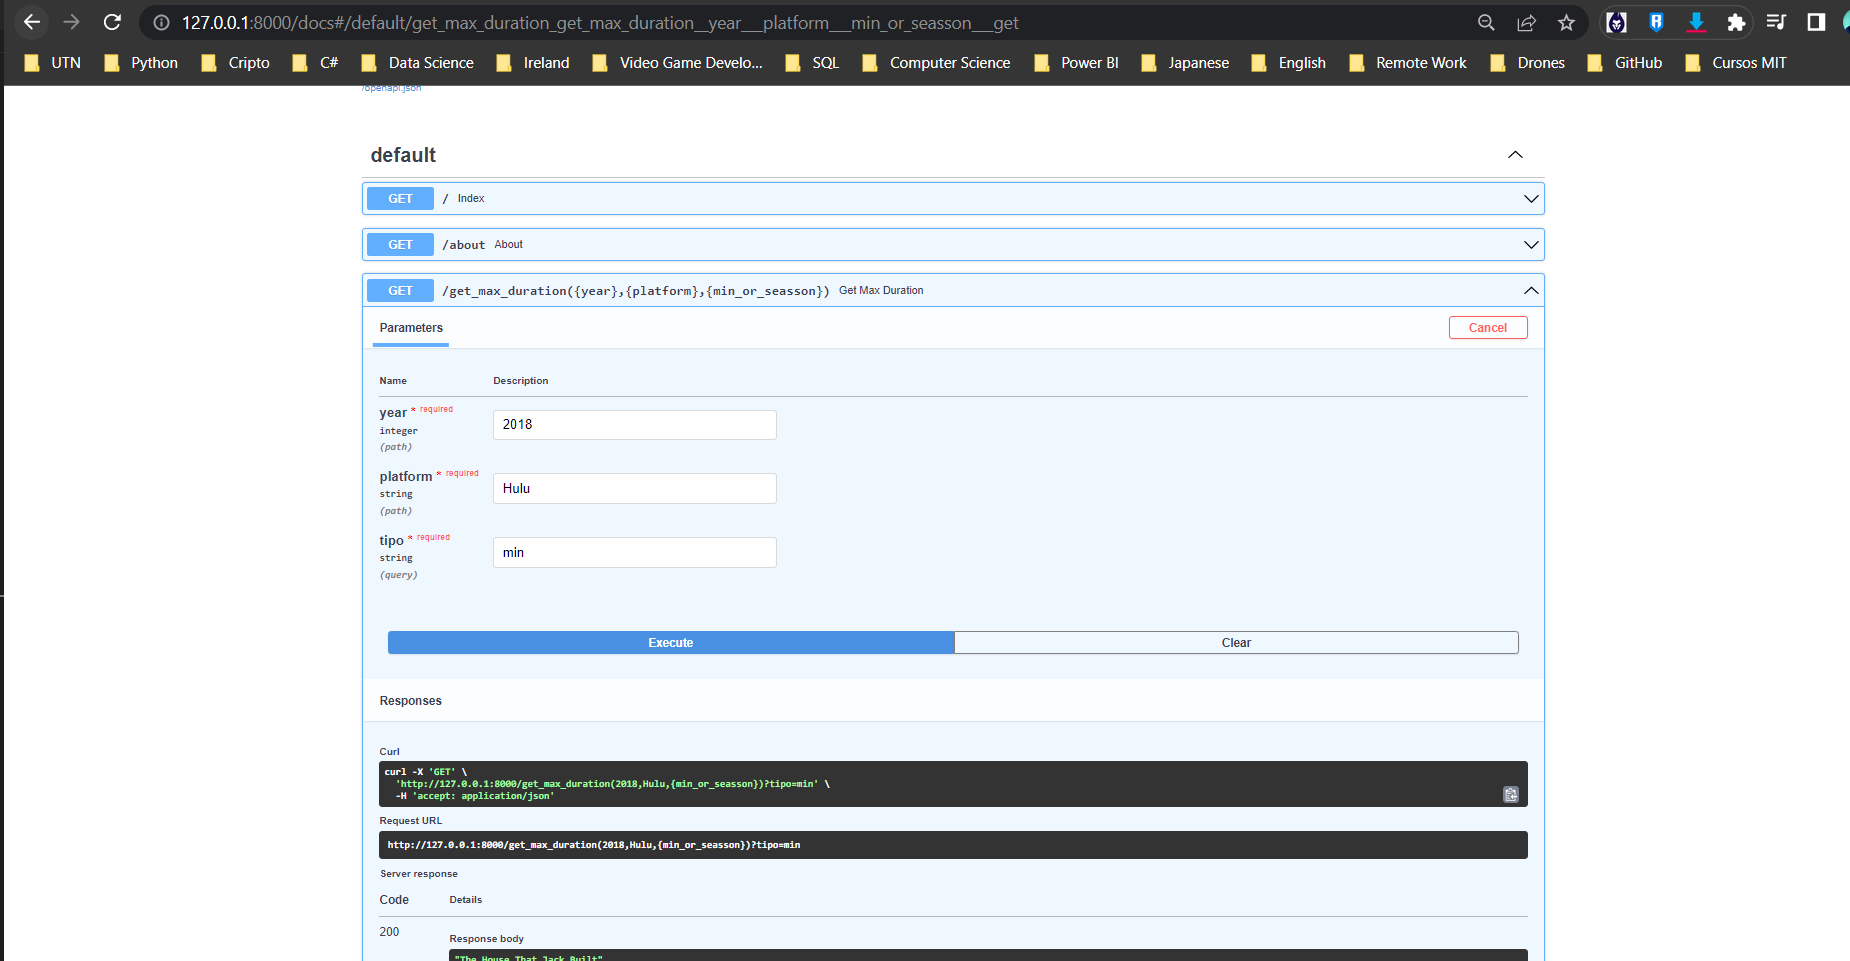 127.0.0.1:8000/docs#/default/get_max_duration_get_max_duration__year___platform___min_or_seasson___get
UTN Python Cripto C# Data Science Ireland Video Game Develo... SQL Computer Science Power BI Japanese English Remote Work Drones GitHub Cursos MIT
/openapi.json
default
GET / Index
GET /about About
GET /get_max_duration({year},{platform},{min_or_seasson}) Get Max Duration
Parameters Cancel
Name Description
year * required
integer
(path)
2018
platform * required
string
(path)
Hulu
tipo * required
string
(query)
min
Execute Clear
Responses
Curl
curl -X 'GET' \
'http://127.0.0.1:8000/get_max_duration(2018,Hulu,{min_or_seasson})?tipo=min' \
-H 'accept: application/json'
Request URL
http://127.0.0.1:8000/get_max_duration(2018,Hulu,{min_or_seasson})?tipo=min
Server response
Code Details
200
Response body
"The House That Jack Built"